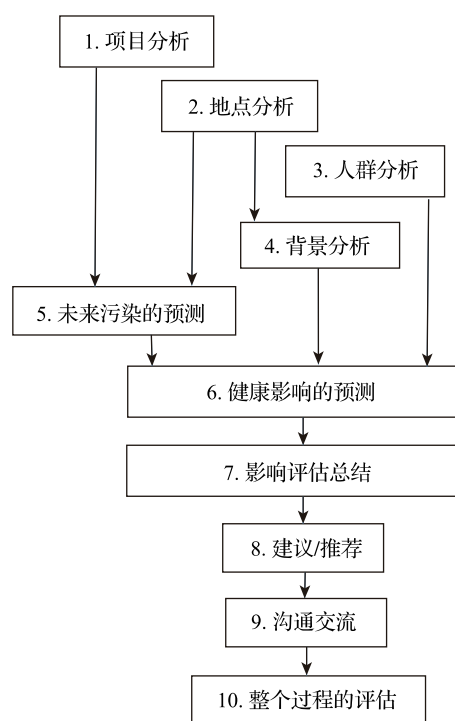 1. 项目分析
2. 地点分析
3. 人群分析
4. 背景分析
5. 未来污染的预测
6. 健康影响的预测
7. 影响评估总结
8. 建议/推荐
9. 沟通交流
10. 整个过程的评估